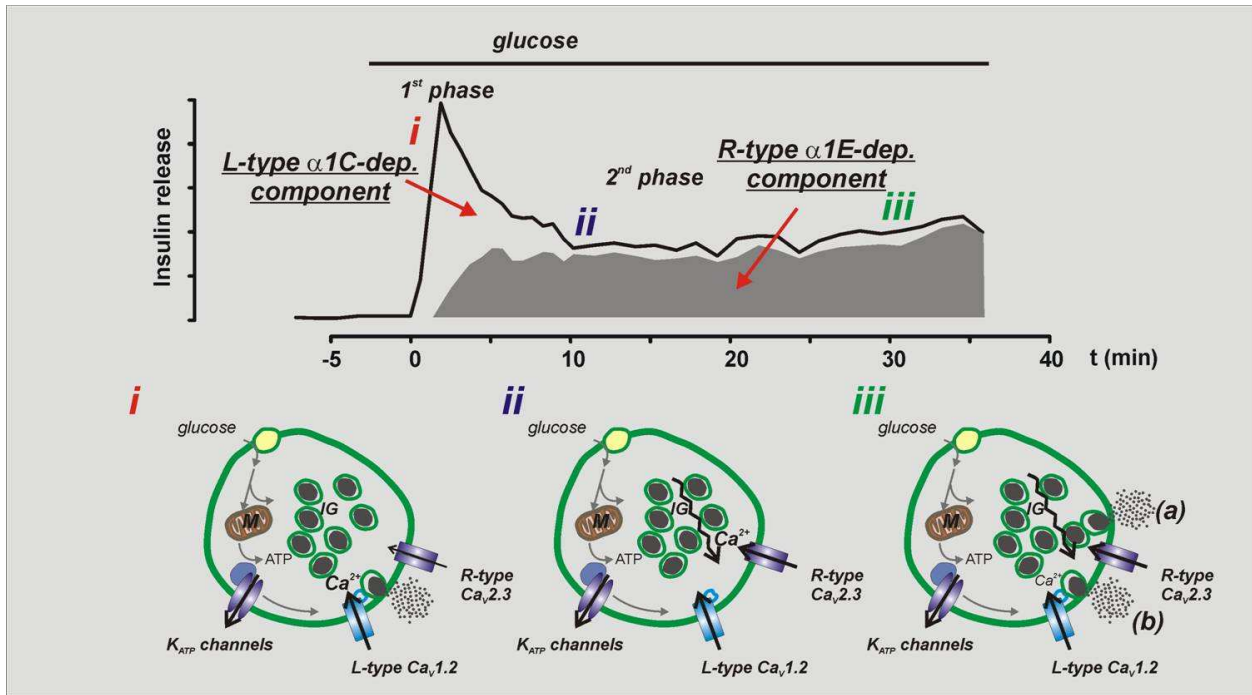 glucose
1st phase
i
L-type α1C-dep.
component
2nd phase
R-type α1E-dep.
component
ii
iii
Insulin release
-5 0 10 20 30 40 t (min)
i
glucose
IG
M
ATP
Ca2+
R-type
Cav2.3
KATP channels
L-type Cav1.2
ii
glucose
IG
M
Ca2+
ATP
R-type
Cav2.3
KATP channels
L-type Cav1.2
iii
glucose
IG
(a)
M
ATP
Ca2+
R-type
Cav2.3
(b)
KATP channels
L-type Cav1.2